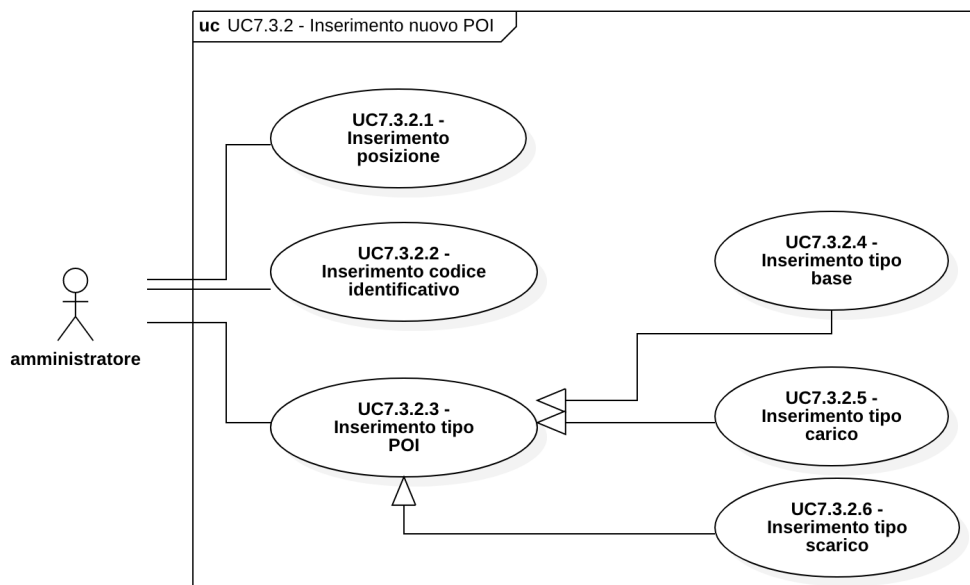 uc UC7.3.2 - Inserimento nuovo POI
UC7.3.2.1 -
Inserimento
posizione
UC7.3.2.2 -
Inserimento codice
identificativo
UC7.3.2.4 -
Inserimento tipo
base
amministratore
UC7.3.2.3 -
Inserimento tipo
POI
UC7.3.2.5 -
Inserimento tipo
carico
UC7.3.2.6 -
Inserimento tipo
scarico